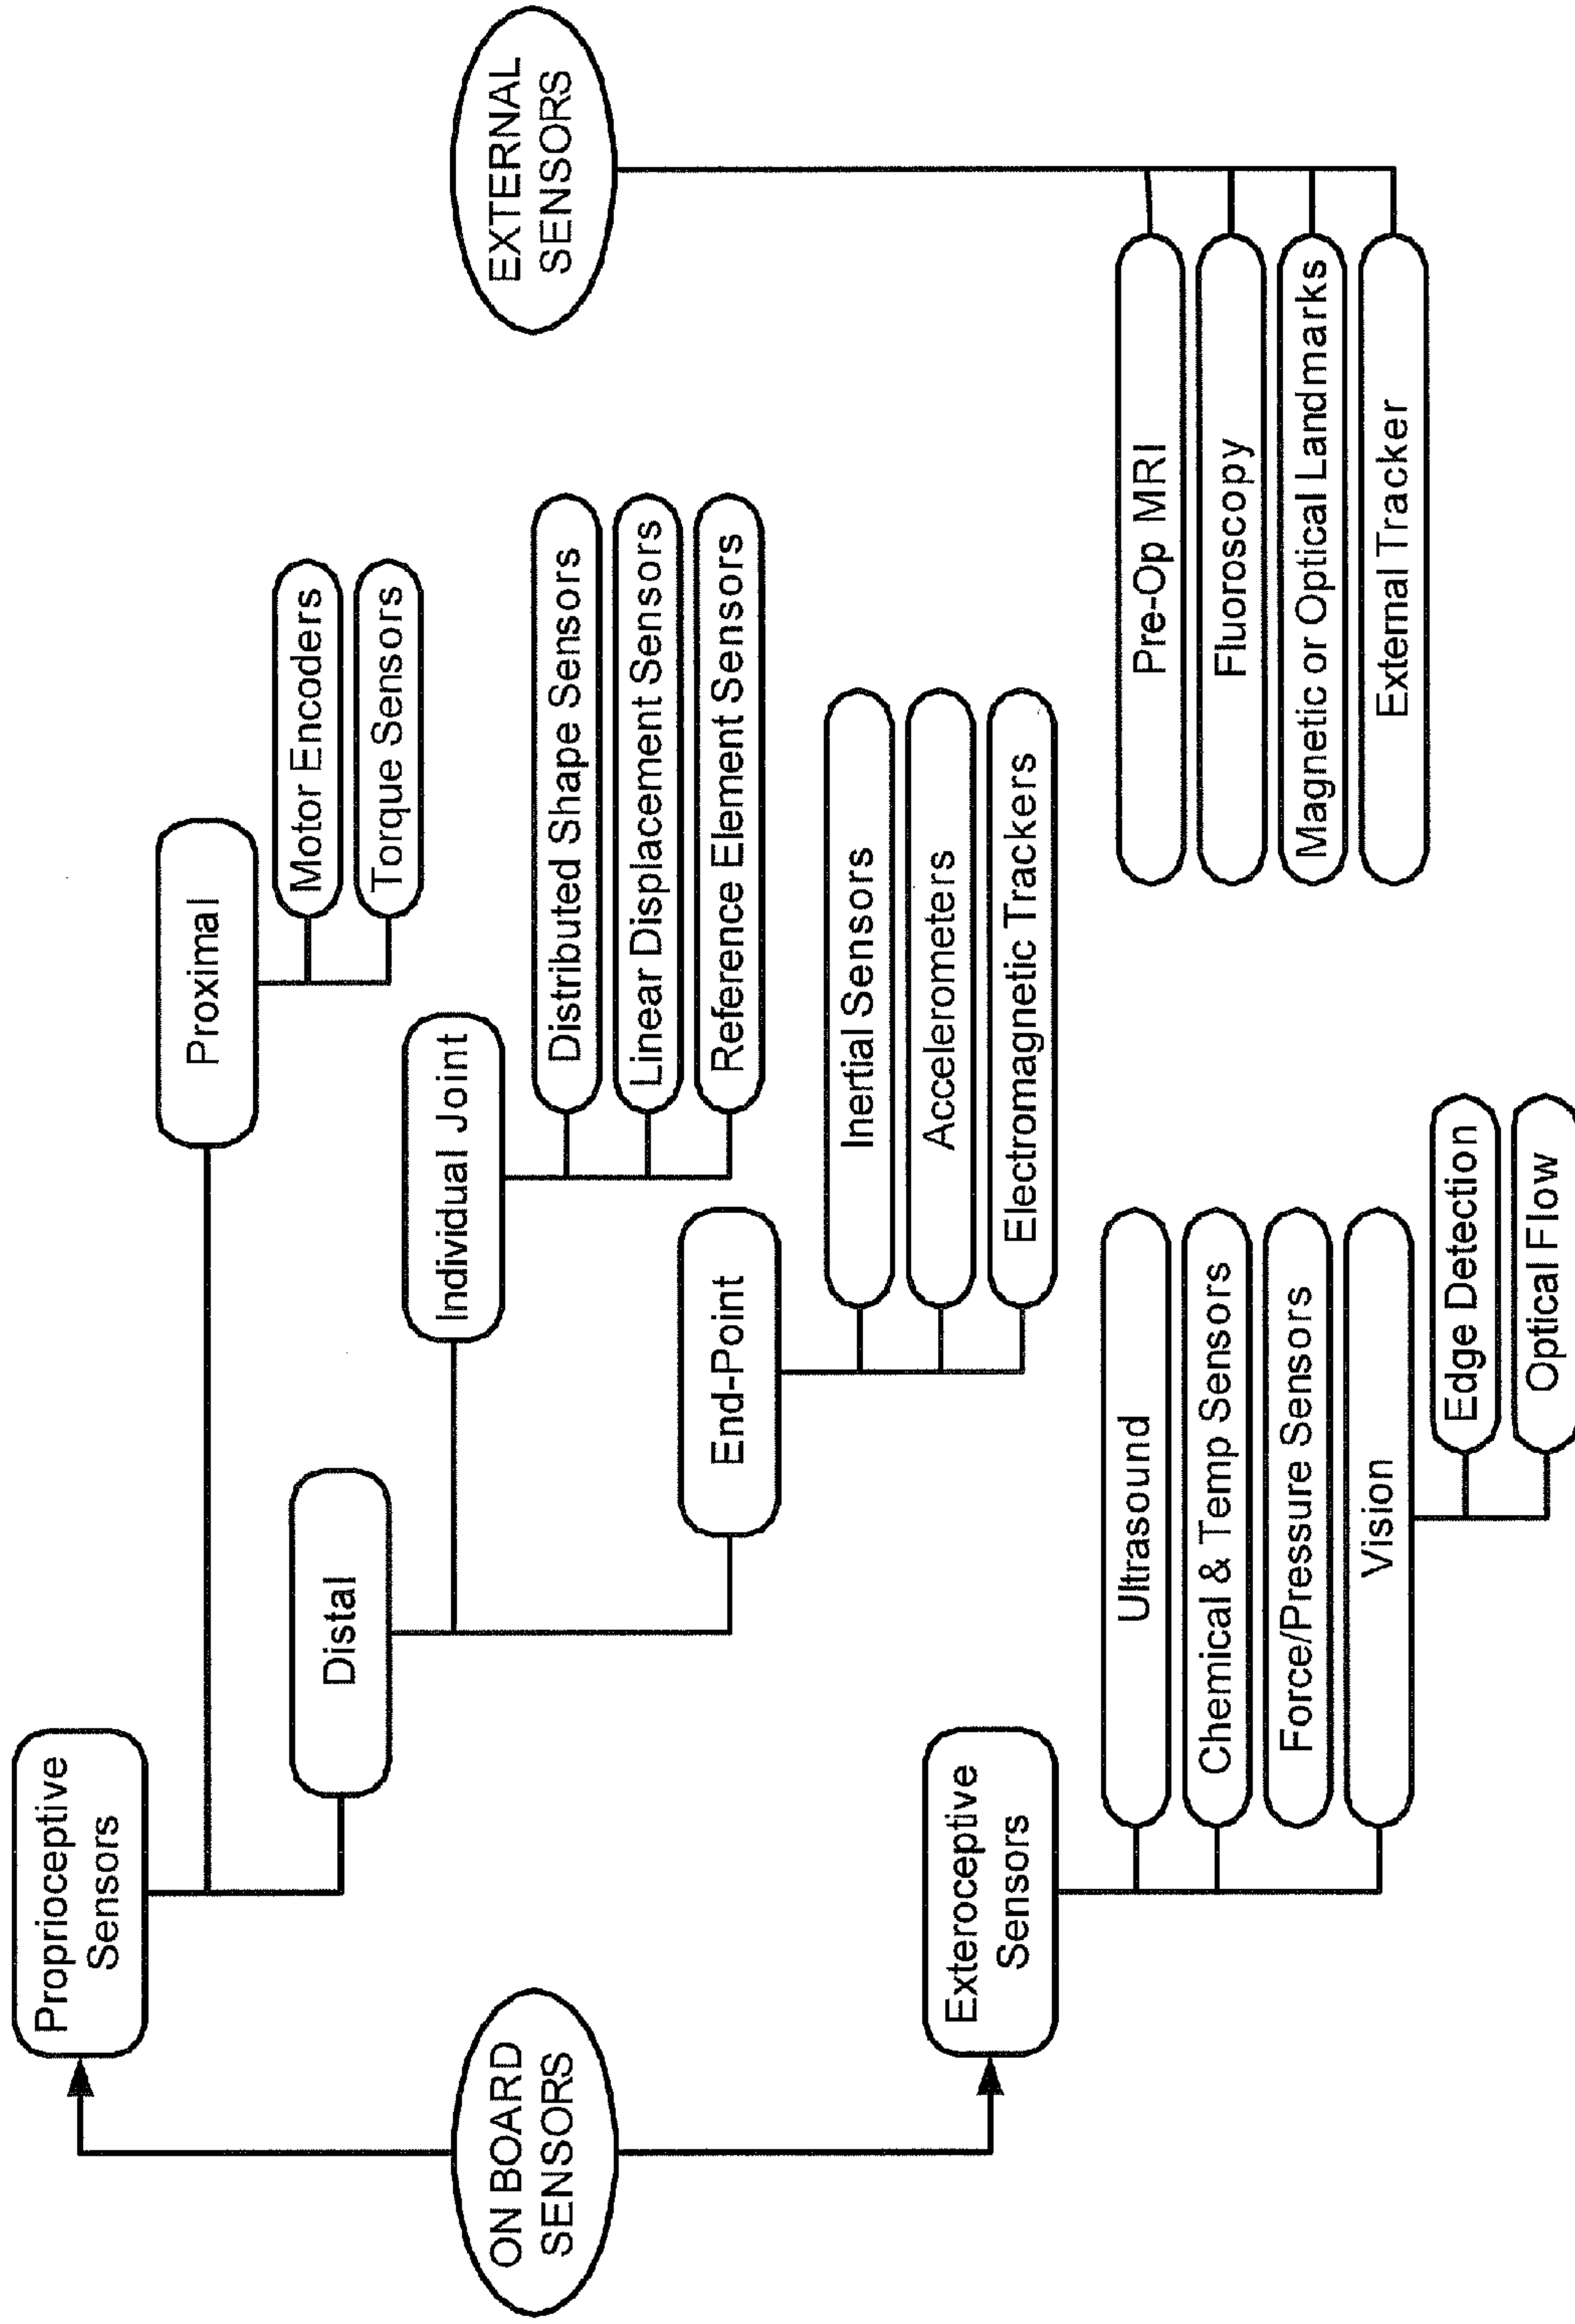 ON BOARD
SENSORS
Proprioceptive
Sensors
Proximal
Motor Encoders
Torque Sensors
Distal
Individual Joint
Distributed Shape Sensors
Linear Displacement Sensors
Reference Element Sensors
End-Point
Inertial Sensors
Accelerometers
Electromagnetic Trackers
Exteroceptive
Sensors
Ultrasound
Chemical & Temp Sensors
Force/Pressure Sensors
Vision
Edge Detection
Optical Flow
EXTERNAL
SENSORS
Pre-Op MRI
Fluoroscopy
Magnetic or Optical Landmarks
External Tracker